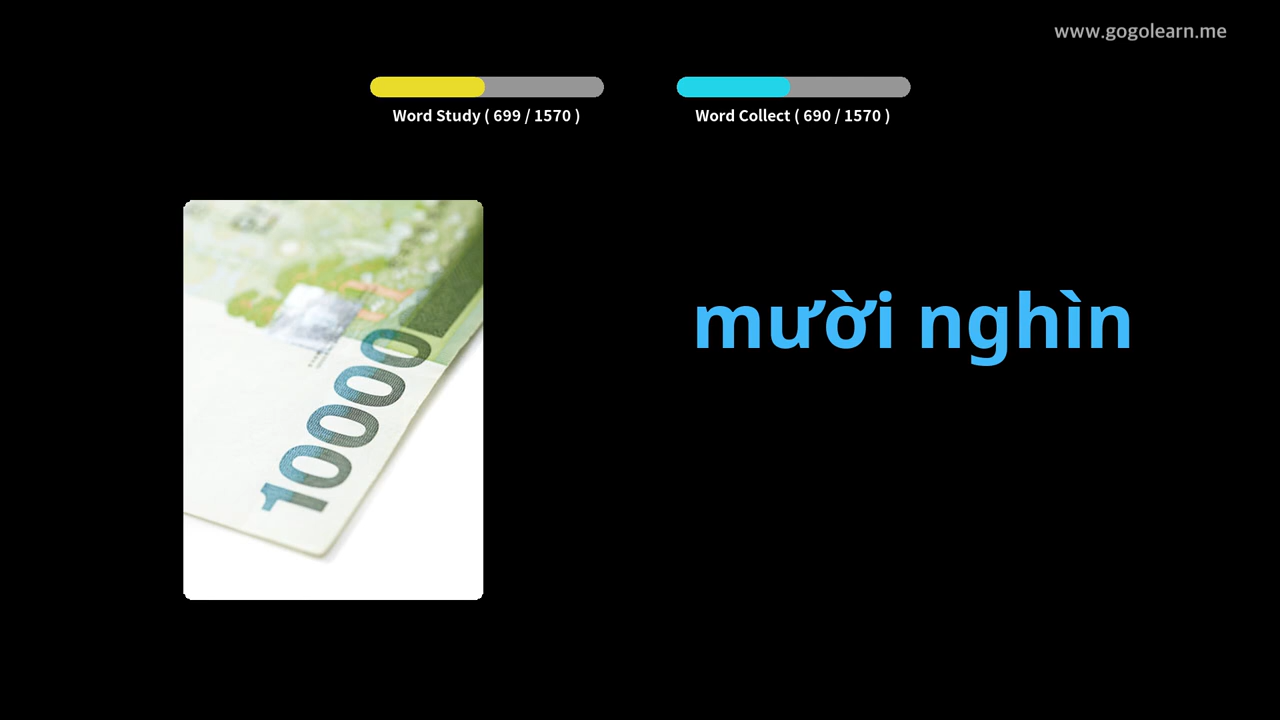 www.gogolearn.me
Word Study ( 699 / 1570 )
Word Collect ( 690 / 1570 )
10000
mười nghìn